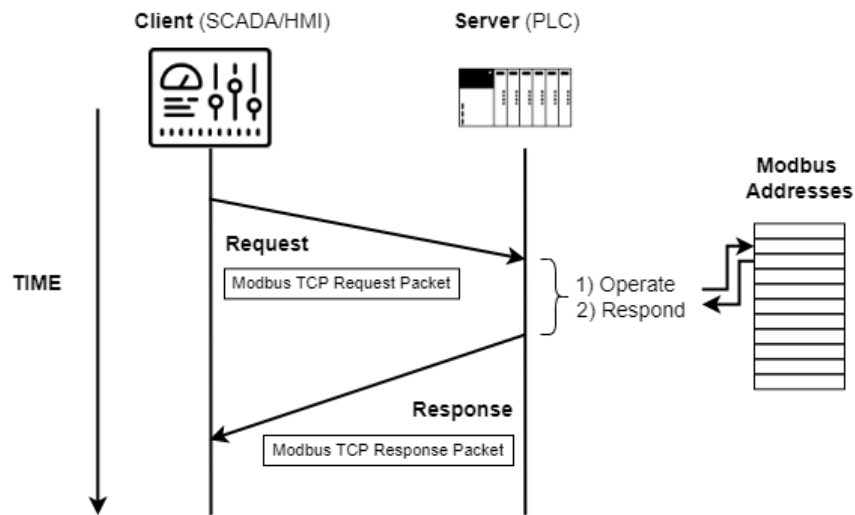 Client (SCADA/HMI)
Server (PLC)
Modbus
Addresses
TIME
Request
Modbus TCP Request Packet
1) Operate
2) Respond
Response
Modbus TCP Response Packet